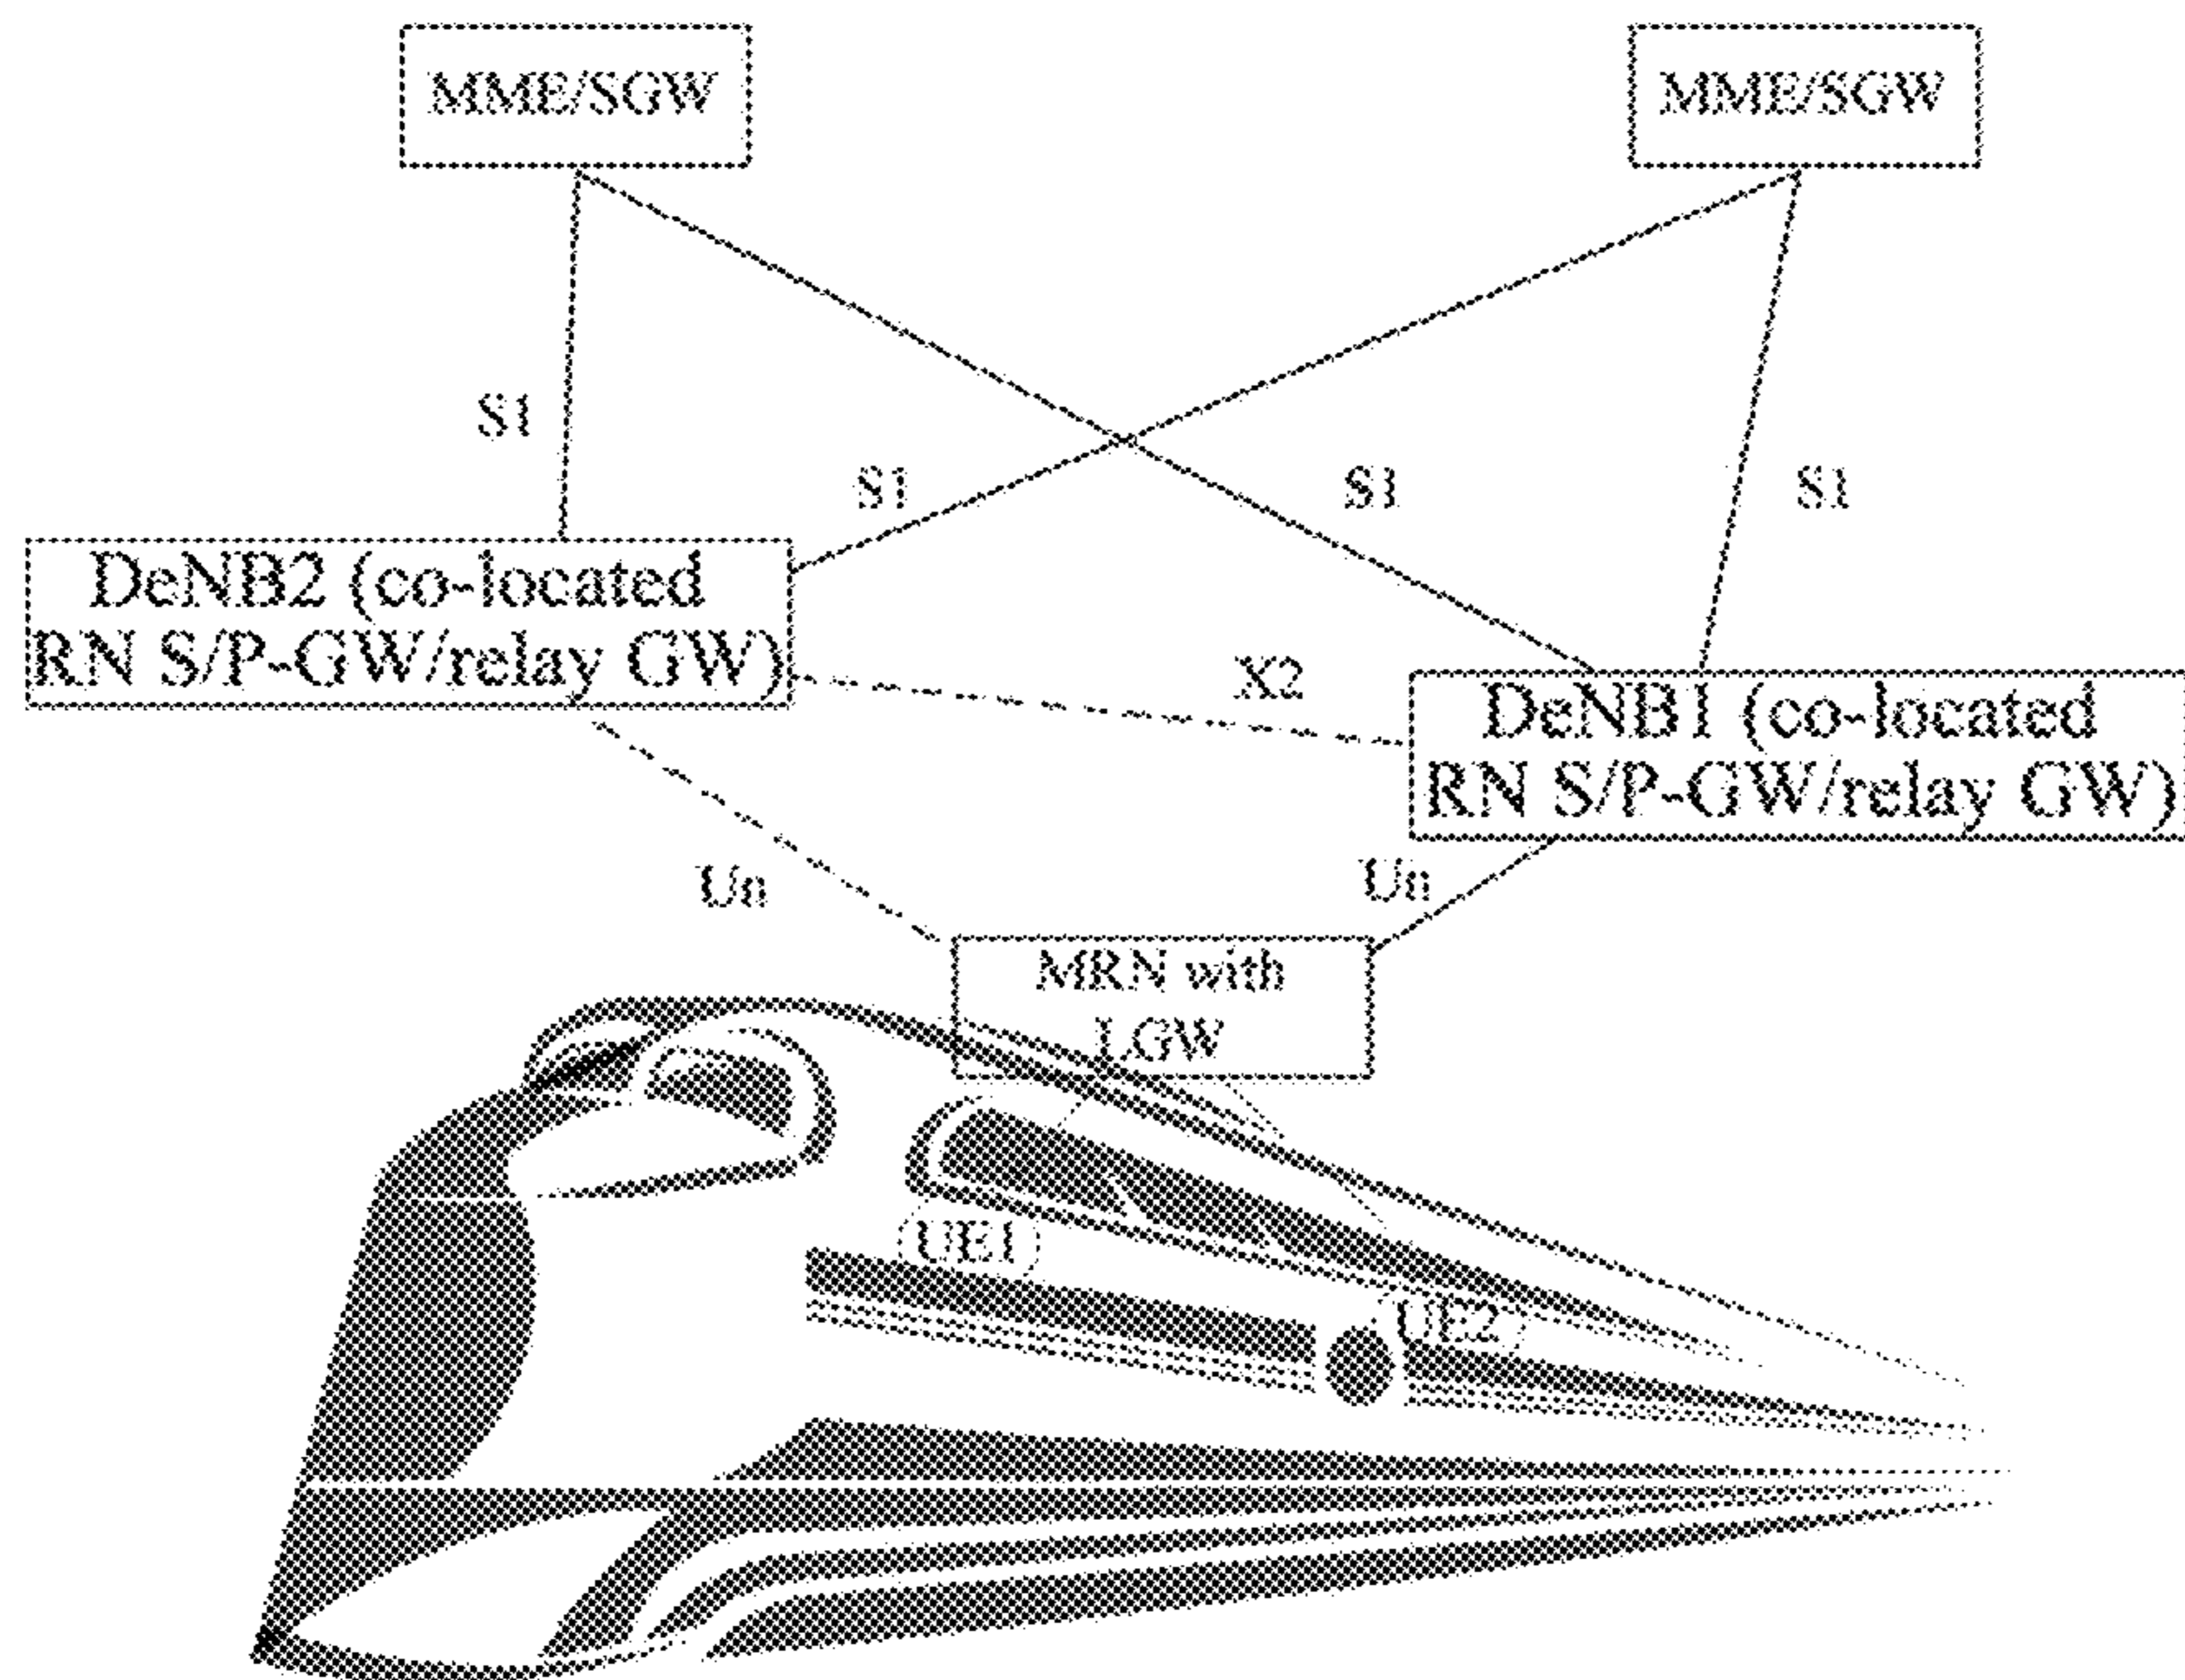 MME/SGW
MME/SGW
S1
S1
S1
S1
DeNB2 (co-located
RN S/P-GW/relay GW)
X2
DeNB1 (co-located
RN S/P-GW/relay GW)
Un
Un
MRN with
LGW
UE1
UE2